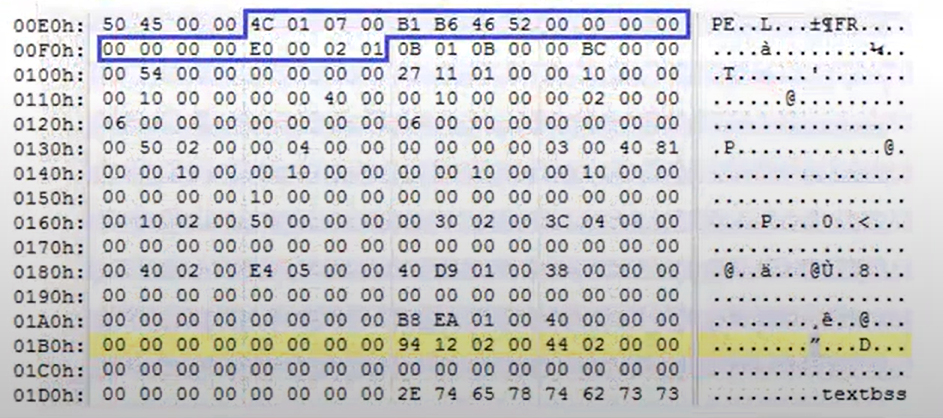 00E0h: 50 45 00 00 4C 01 07 00 B1 B6 46 52 00 00 00 00 PE..L...±¶FR....
00F0h: 00 00 00 00 E0 00 02 01 0B 01 0B 00 00 BC 00 00 ....à........¼..
0100h: 00 54 00 00 00 00 00 00 27 11 01 00 00 10 00 00 .T......'.......
0110h: 00 10 00 00 00 00 40 00 00 10 00 00 00 02 00 00 ......@.........
0120h: 06 00 00 00 00 00 00 00 06 00 00 00 00 00 00 00 ................
0130h: 00 50 02 00 00 04 00 00 00 00 00 00 03 00 40 81 .P............@.
0140h: 00 00 10 00 00 10 00 00 00 00 10 00 00 10 00 00 ................
0150h: 00 00 00 00 10 00 00 00 00 00 00 00 00 00 00 00 ................
0160h: 00 10 02 00 50 00 00 00 00 30 02 00 3C 04 00 00 ....P....0..<...
0170h: 00 00 00 00 00 00 00 00 00 00 00 00 00 00 00 00 ................
0180h: 00 40 02 00 E4 05 00 00 40 D9 01 00 38 00 00 00 .@..ä...@Ù..8...
0190h: 00 00 00 00 00 00 00 00 00 00 00 00 00 00 00 00 ................
01A0h: 00 00 00 00 00 00 00 00 B8 EA 01 00 40 00 00 00 ........¸ê..@...
01B0h: 00 00 00 00 00 00 00 00 94 12 02 00 44 02 00 00 ........”...D...
01C0h: 00 00 00 00 00 00 00 00 00 00 00 00 00 00 00 00 ................
01D0h: 00 00 00 00 00 00 00 00 2E 74 65 78 74 62 73 73 .........textbss